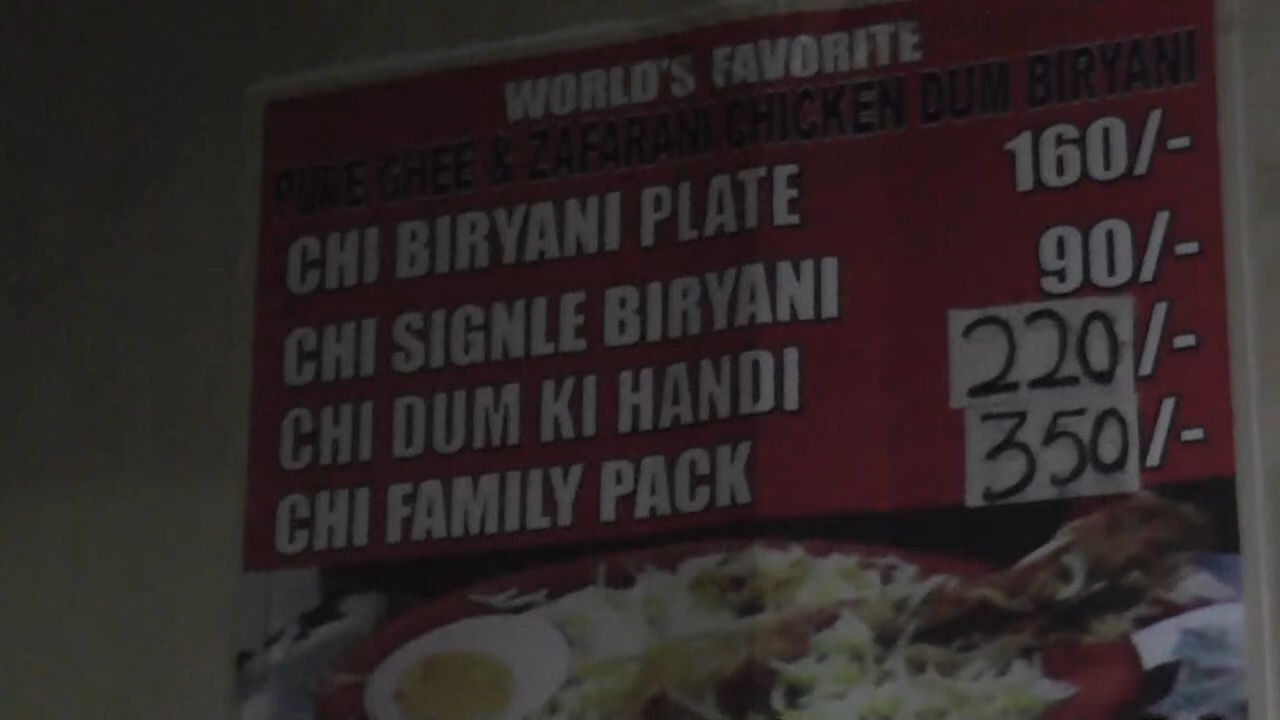 WORLD'S FAVORITE
PURE GHEE & ZAFARANI CHICKEN DUM BIRYANI
CHI BIRYANI PLATE 160/-
CHI SIGNLE BIRYANI 90/-
CHI DUM KI HANDI 220/-
CHI FAMILY PACK 350/-